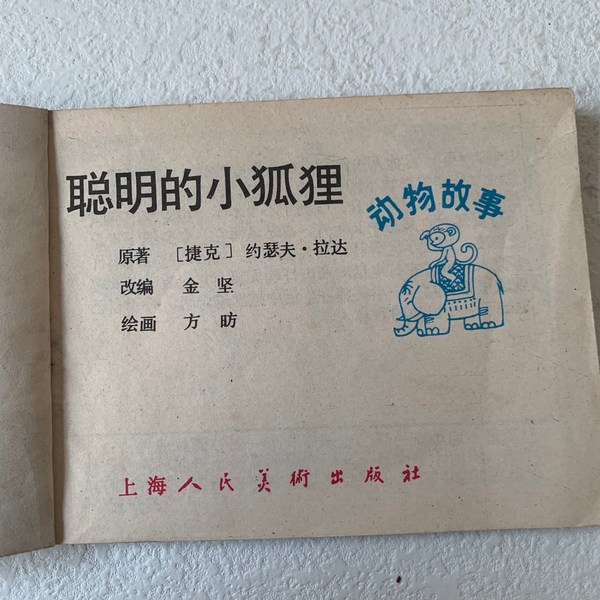 聪明的小狐狸
动物故事
原著 [捷克] 约瑟夫·拉达
改编 金坚
绘画 方昉
上海人民美術出版社